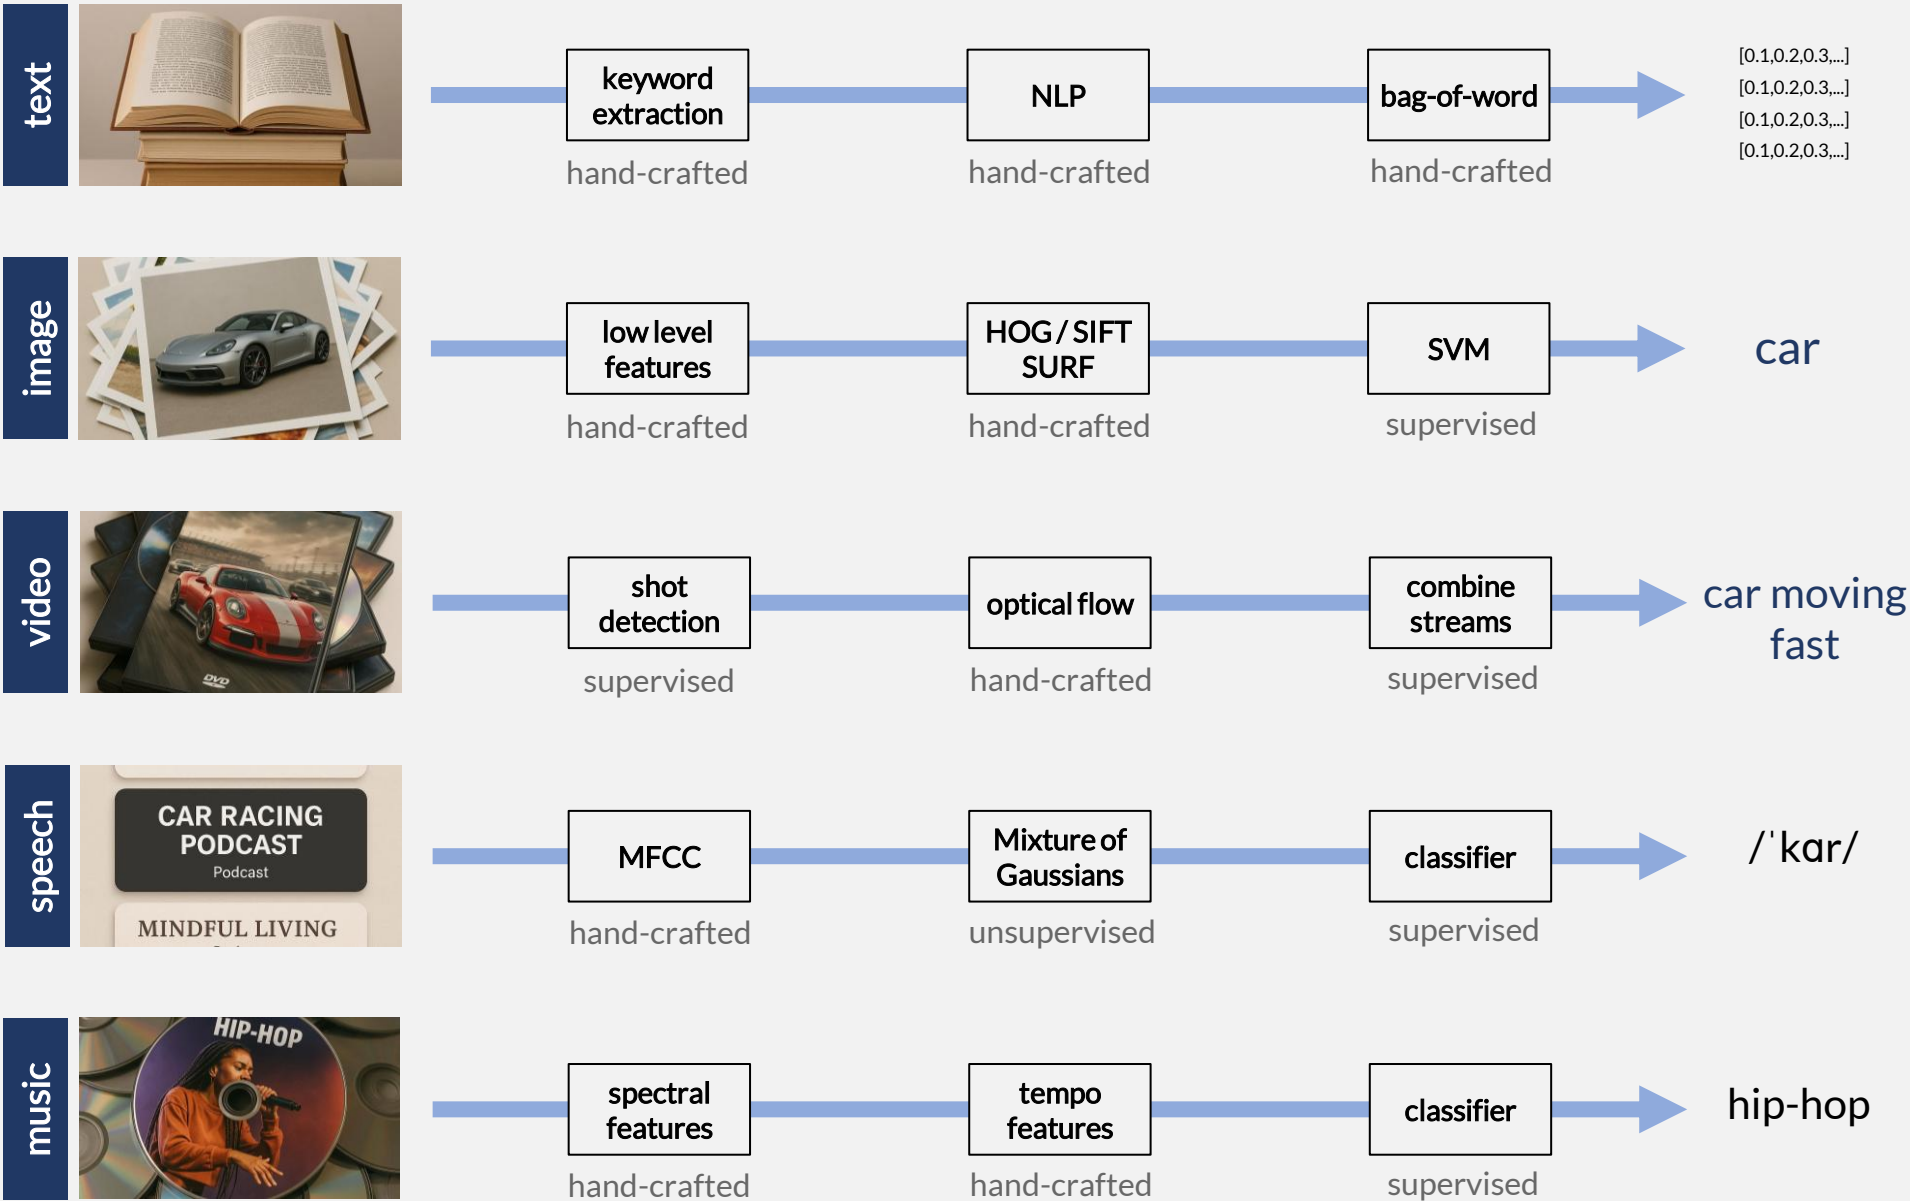 text
keyword
extraction
hand-crafted
NLP
hand-crafted
bag-of-word
hand-crafted
[0.1,0.2,0.3,...]
[0.1,0.2,0.3,...]
[0.1,0.2,0.3,...]
[0.1,0.2,0.3,...]
image
low level
features
hand-crafted
HOG / SIFT
SURF
hand-crafted
SVM
supervised
car
video
DVD
shot
detection
supervised
optical flow
hand-crafted
combine
streams
supervised
car moving
fast
speech
CAR RACING
PODCAST
Podcast
MINDFUL LIVING
MFCC
hand-crafted
Mixture of
Gaussians
unsupervised
classifier
supervised
/ˈkɑr/
music
HIP-HOP
spectral
features
hand-crafted
tempo
features
hand-crafted
classifier
supervised
hip-hop